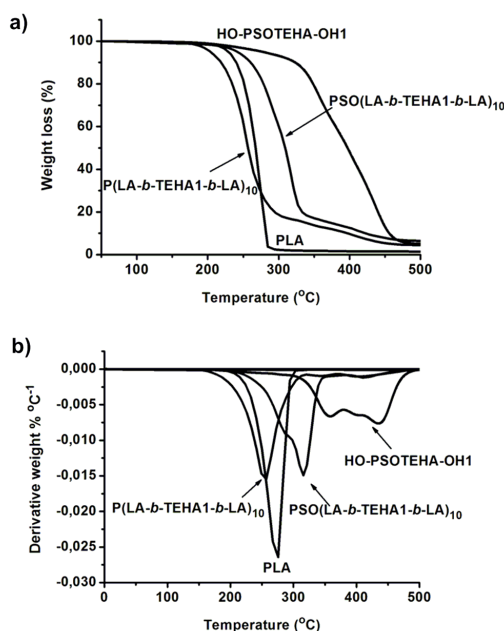 a)
HO-PSOTEHA-OH1
PSO(LA-b-TEHA1-b-LA)10
P(LA-b-TEHA1-b-LA)10
PLA
Weight loss (%)
100
80
60
40
20
0
100 200 300 400 500
Temperature (oC)
b)
0,000
-0,005
-0,010
-0,015
-0,020
-0,025
-0,030
Derivative weight % oC-1
HO-PSOTEHA-OH1
P(LA-b-TEHA1-b-LA)10
PSO(LA-b-TEHA1-b-LA)10
PLA
0 100 200 300 400 500
Temperature (oC)